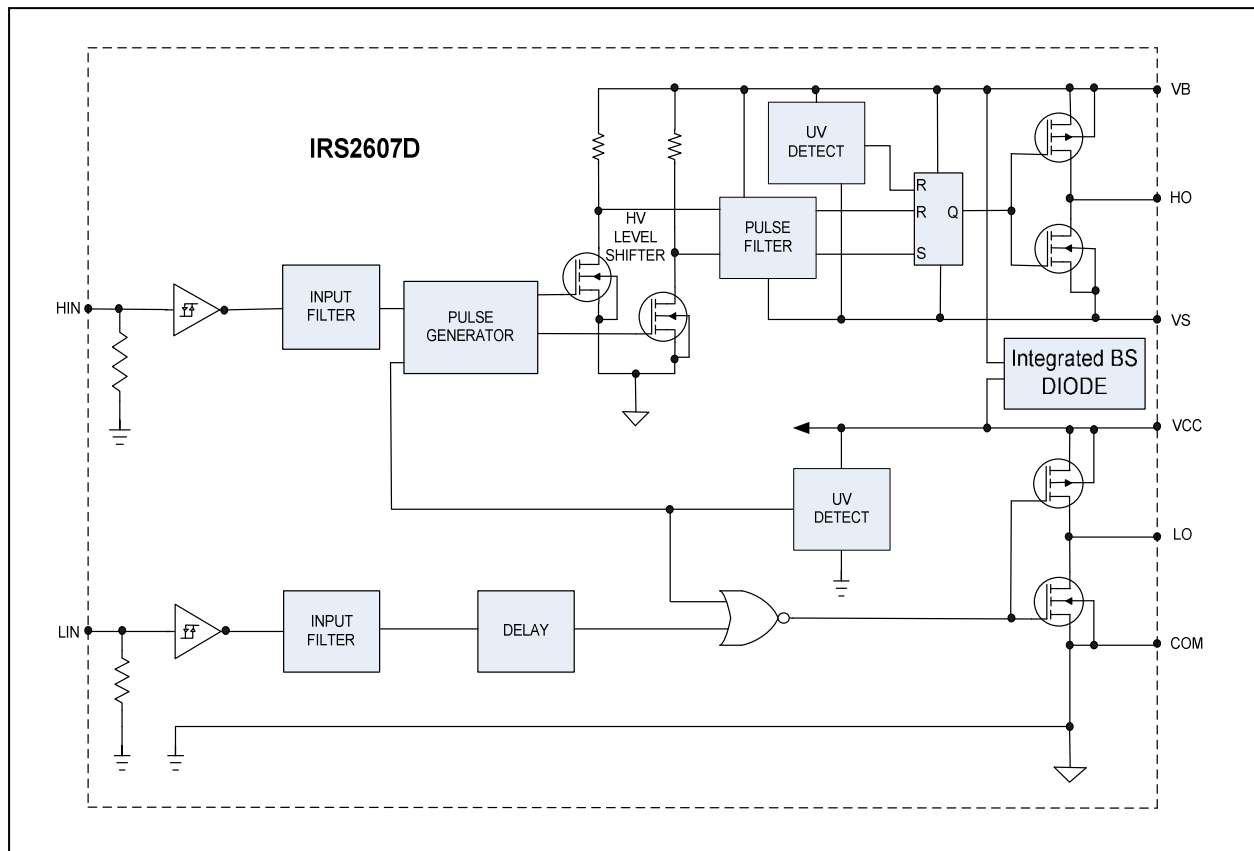 IRS2607D
VB
UV
DETECT
R
R
Q
S
HO
PULSE
FILTER
HV
LEVEL
SHIFTER
HIN
INPUT
FILTER
PULSE
GENERATOR
VS
Integrated BS
DIODE
VCC
UV
DETECT
LO
LIN
INPUT
FILTER
DELAY
COM